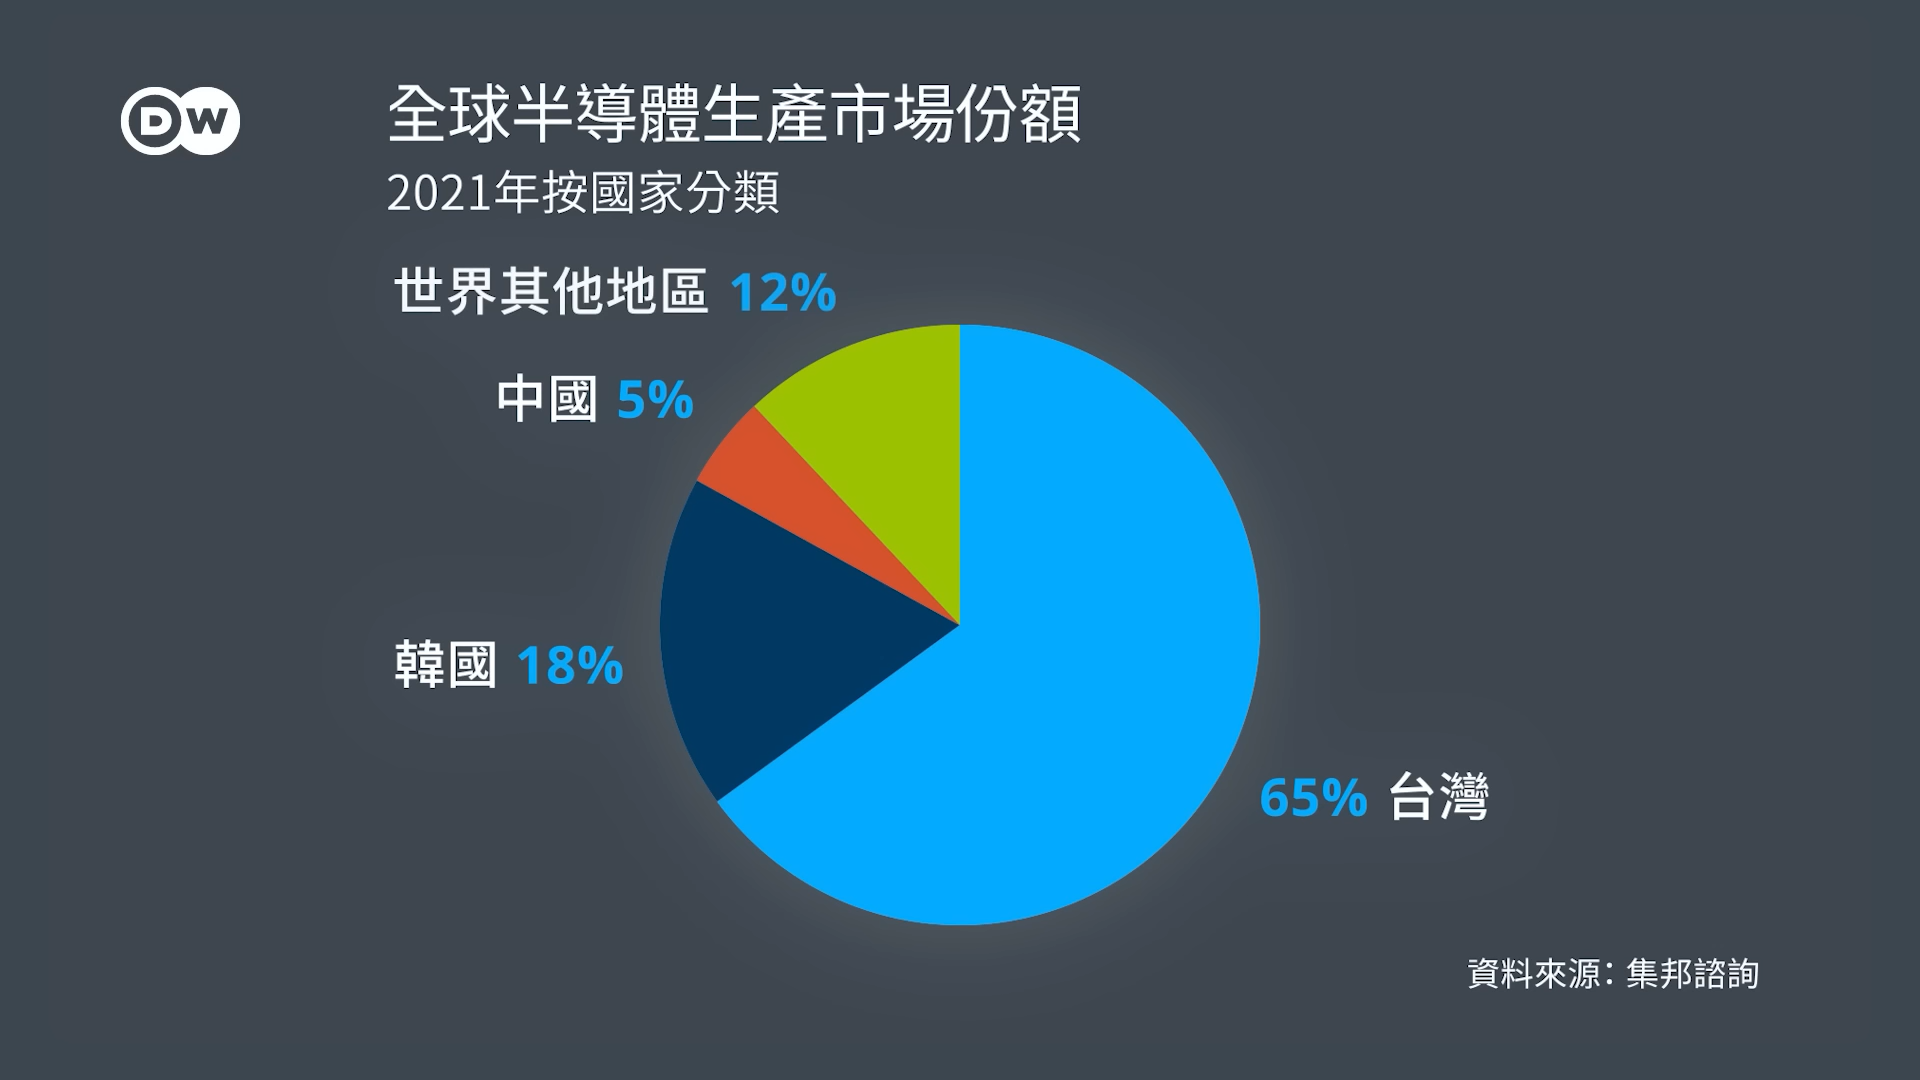 DW
全球半導體生產市場份額
2021年按國家分類
世界其他地區 12%
中國 5%
韓國 18%
65% 台灣
資料來源：集邦諮詢